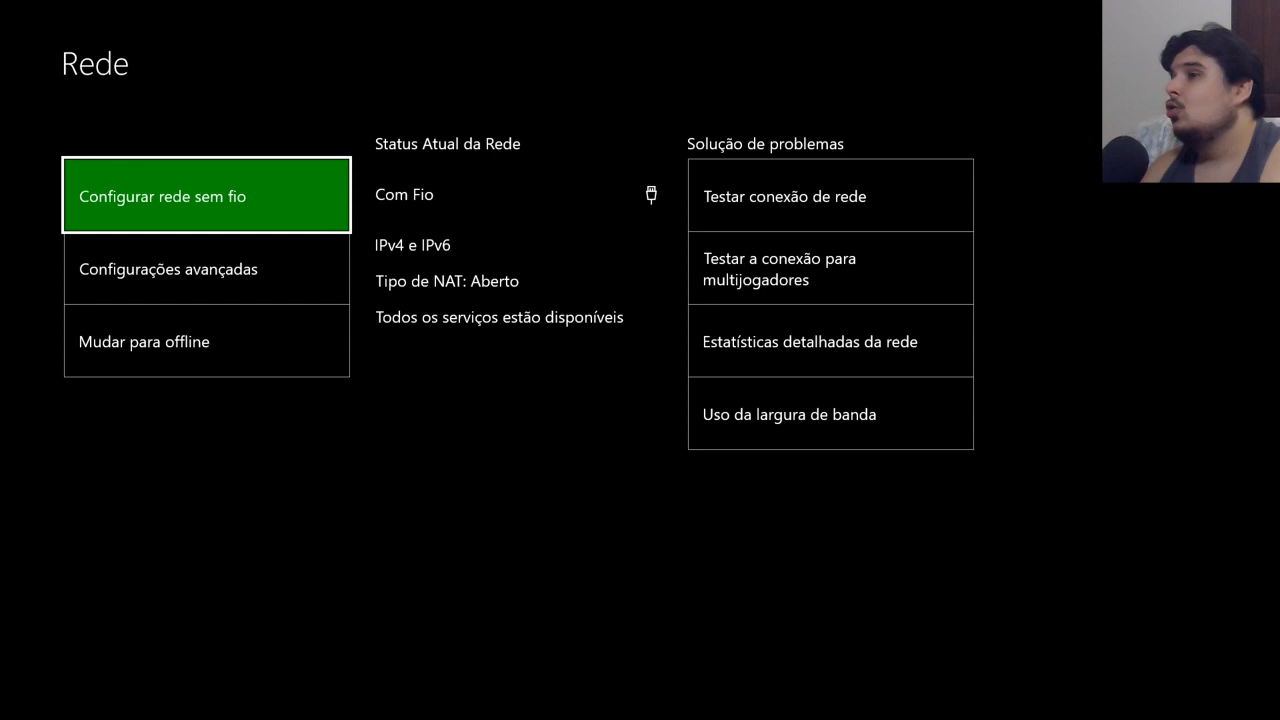 Rede
Configurar rede sem fio
Configurações avançadas
Mudar para offline
Status Atual da Rede
Com Fio
IPv4 e IPv6
Tipo de NAT: Aberto
Todos os serviços estão disponíveis
Solução de problemas
Testar conexão de rede
Testar a conexão para
multijogadores
Estatísticas detalhadas da rede
Uso da largura de banda